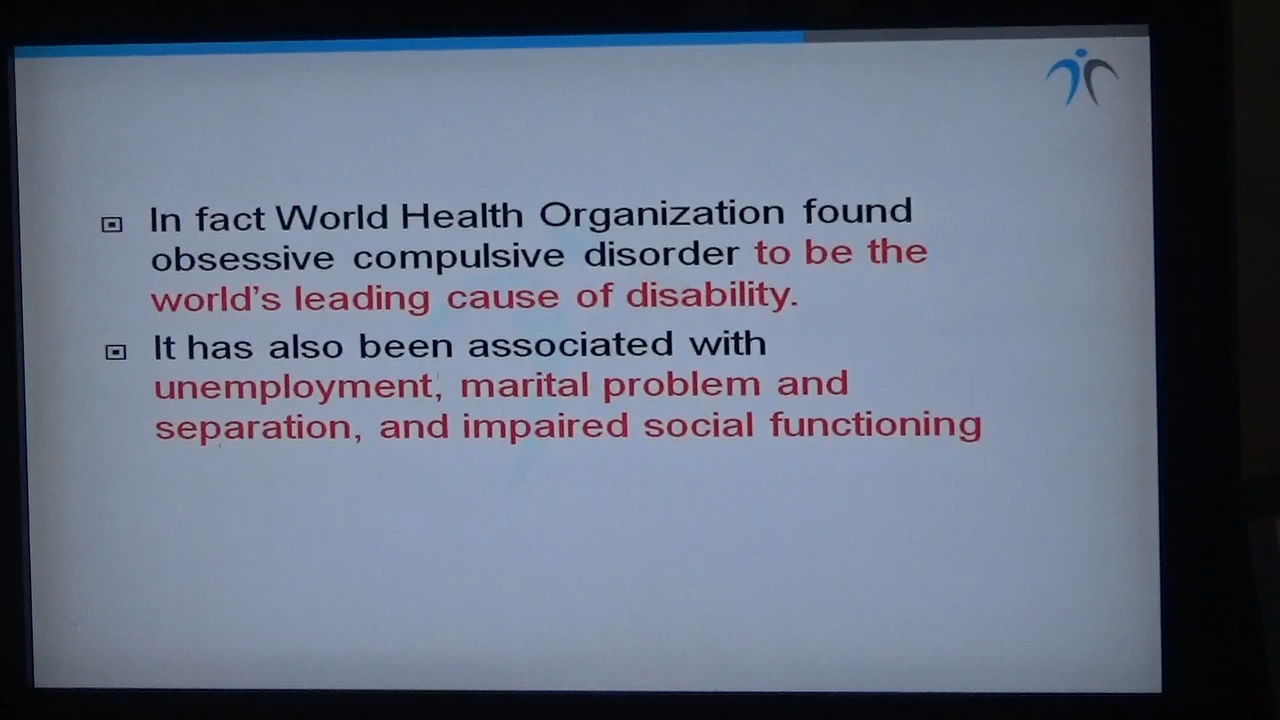 In fact World Health Organization found
obsessive compulsive disorder to be the
world's leading cause of disability.
It has also been associated with
unemployment, marital problem and
separation, and impaired social functioning